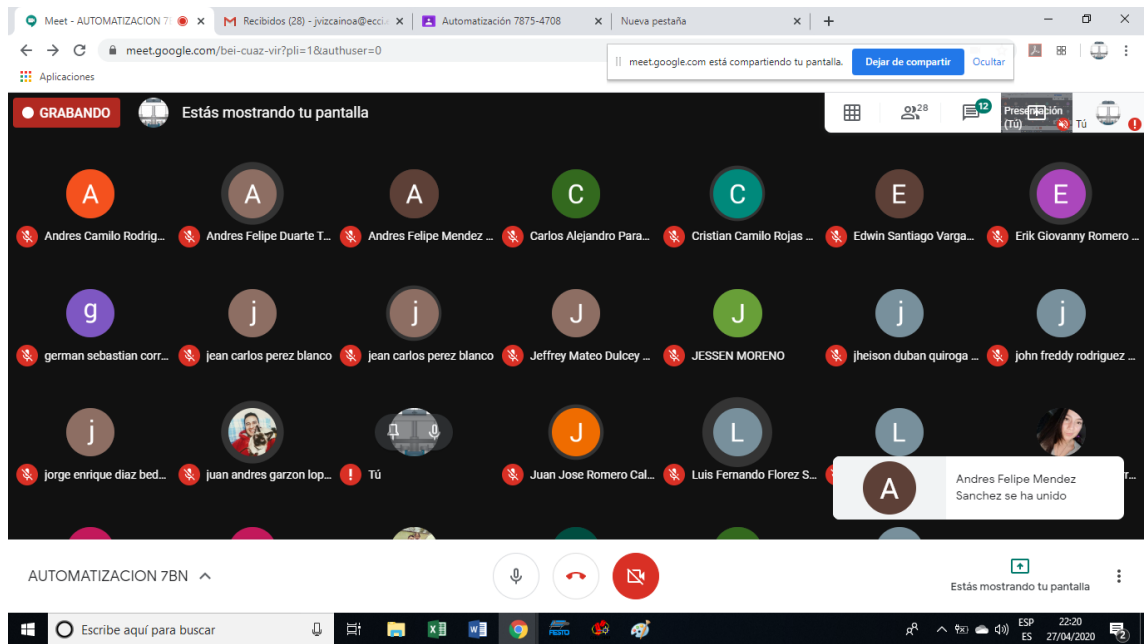 Meet - AUTOMATIZACION 7
Recibidos (28) - jvizcainoa@ecci.
Automatización 7875-4708
Nueva pestaña
meet.google.com/bei-cuaz-vir?pli=1&authuser=0
meet.google.com está compartiendo tu pantalla.
Dejar de compartir
Ocultar
Aplicaciones
GRABANDO
Estás mostrando tu pantalla
28
12
Presentación
(Tú)
Tú
A A A C C E E
Andres Camilo Rodrig... Andres Felipe Duarte T... Andres Felipe Mendez ... Carlos Alejandro Para... Cristian Camilo Rojas ... Edwin Santiago Varga... Erik Giovanny Romero ...
g j j J J j j
german sebastian corr... jean carlos perez blanco jean carlos perez blanco Jeffrey Mateo Dulcey ... JESSEN MORENO jheison duban quiroga ... john freddy rodriguez ...
j J L L
jorge enrique diaz bed... juan andres garzon lop... Tú Juan Jose Romero Cal... Luis Fernando Florez S...
A
Andres Felipe Mendez
Sanchez se ha unido
AUTOMATIZACION 7BN
Estás mostrando tu pantalla
Escribe aquí para buscar
FESTO
ESP
ES
22:20
27/04/2020
2